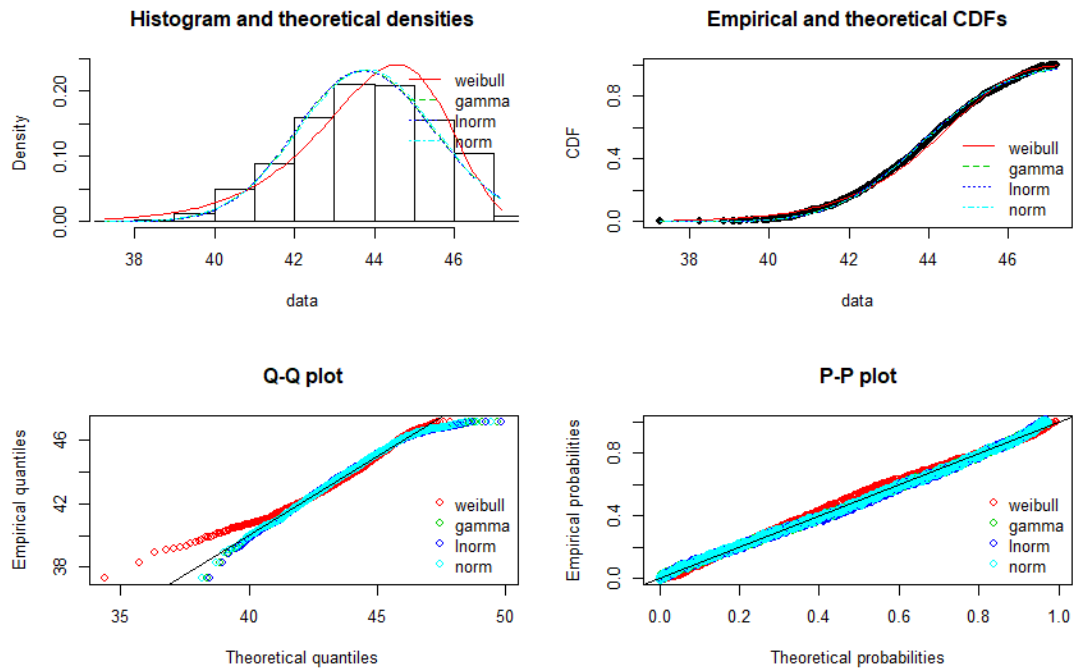 Histogram and theoretical densities
Density
0.00 0.10 0.20
weibull
gamma
lnorm
norm
38 40 42 44 46
data
Empirical and theoretical CDFs
CDF
0.0 0.4 0.8
weibull
gamma
lnorm
norm
38 40 42 44 46
data
Q-Q plot
Empirical quantiles
38 42 46
weibull
gamma
lnorm
norm
35 40 45 50
Theoretical quantiles
P-P plot
Empirical probabilities
0.0 0.4 0.8
weibull
gamma
lnorm
norm
0.0 0.2 0.4 0.6 0.8 1.0
Theoretical probabilities